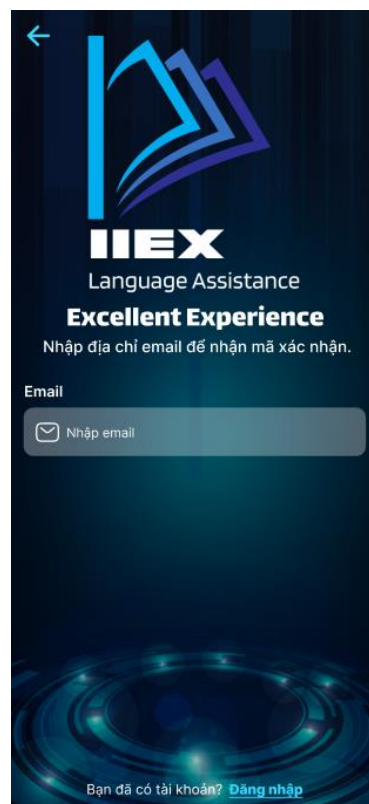 IIEX
Language Assistance
Excellent Experience
Nhập địa chỉ email để nhận mã xác nhận.
Email
Nhập email
Bạn đã có tài khoản? Đăng nhập